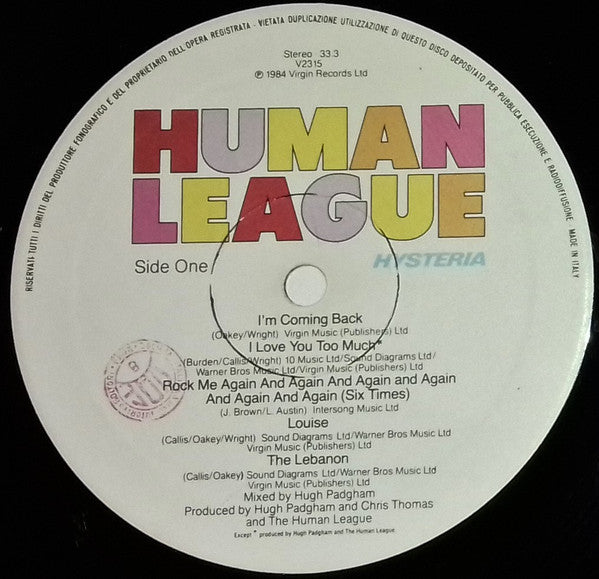 RISERVATI TUTTI I DIRITTI DEL PRODUTTORE FONOGRAFICO E DEL PROPRIETARIO DELL'OPERA REGISTRATA - VIETATA DUPLICAZIONE UTILIZZAZIONE DI QUESTO DISCO DEPOSITATO PER PUBBLICA ESECUZIONE E RADIODIFFUSIONE. MADE IN ITALY
Stereo 33.3
V2315
℗ 1984 Virgin Records Ltd
HUMAN
LEAGUE
Side One
HYSTERIA
I'm Coming Back
(Oakey/Wright) Virgin Music (Publishers) Ltd
I Love You Too Much*
(Burden/Callis/Wright) 10 Music Ltd/Sound Diagrams Ltd/
Warner Bros Music Ltd/Virgin Music (Publishers) Ltd
Rock Me Again And Again And Again and Again
And Again and Again (Six Times)
(J. Brown/L. Austin) Intersong Music Ltd
Louise
(Callis/Oakey/Wright) Sound Diagrams Ltd/Warner Bros Music Ltd
Virgin Music (Publishers) Ltd
The Lebanon
(Callis/Oakey) Sound Diagrams Ltd/Warner Bros Music Ltd
Virgin Music (Publishers) Ltd
Mixed by Hugh Padgham
Produced by Hugh Padgham and Chris Thomas
and The Human League
Except * produced by Hugh Padgham and The Human League